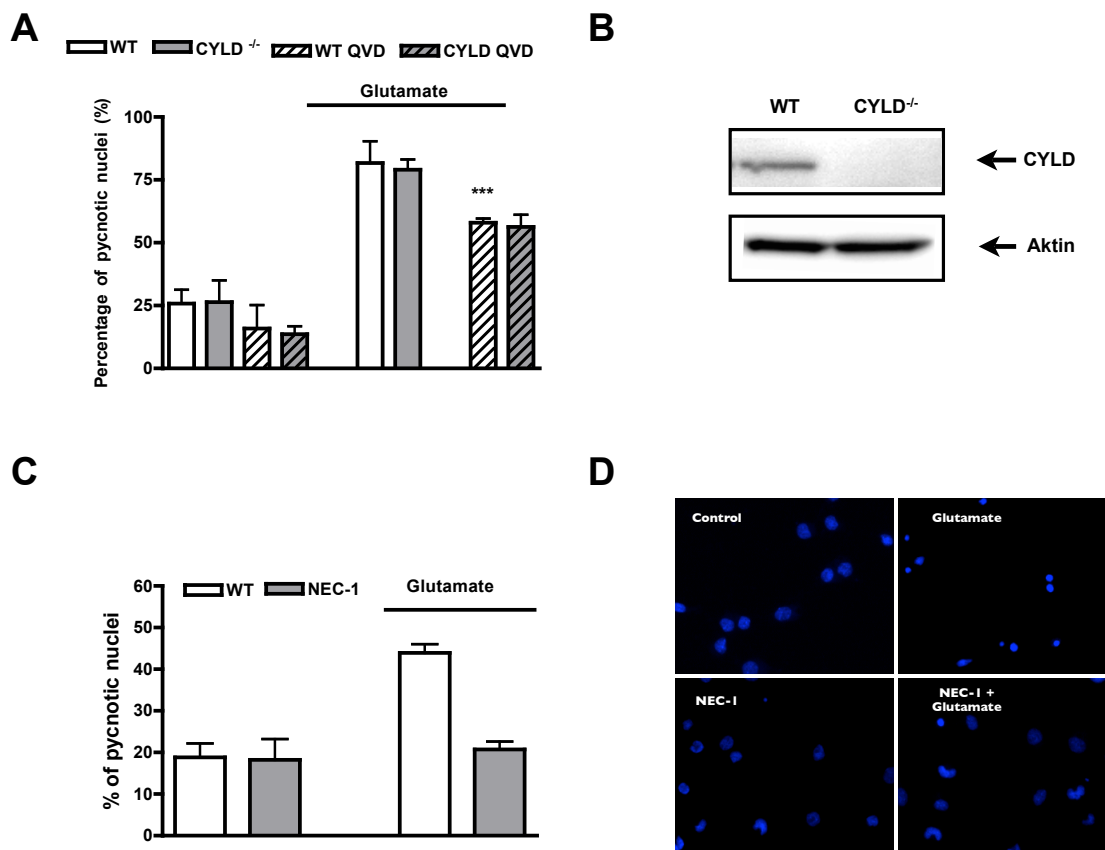 A
WT CYLD -/- WT QVD CYLD QVD
Glutamate
Percentage of pycnotic nuclei (%)
100
75
50
25
0
***
B
WT CYLD-/-
CYLD
Aktin
C
WT NEC-1
Glutamate
% of pycnotic nuclei
60
50
40
30
20
10
0
D
Control
Glutamate
NEC-1
NEC-1 +
Glutamate